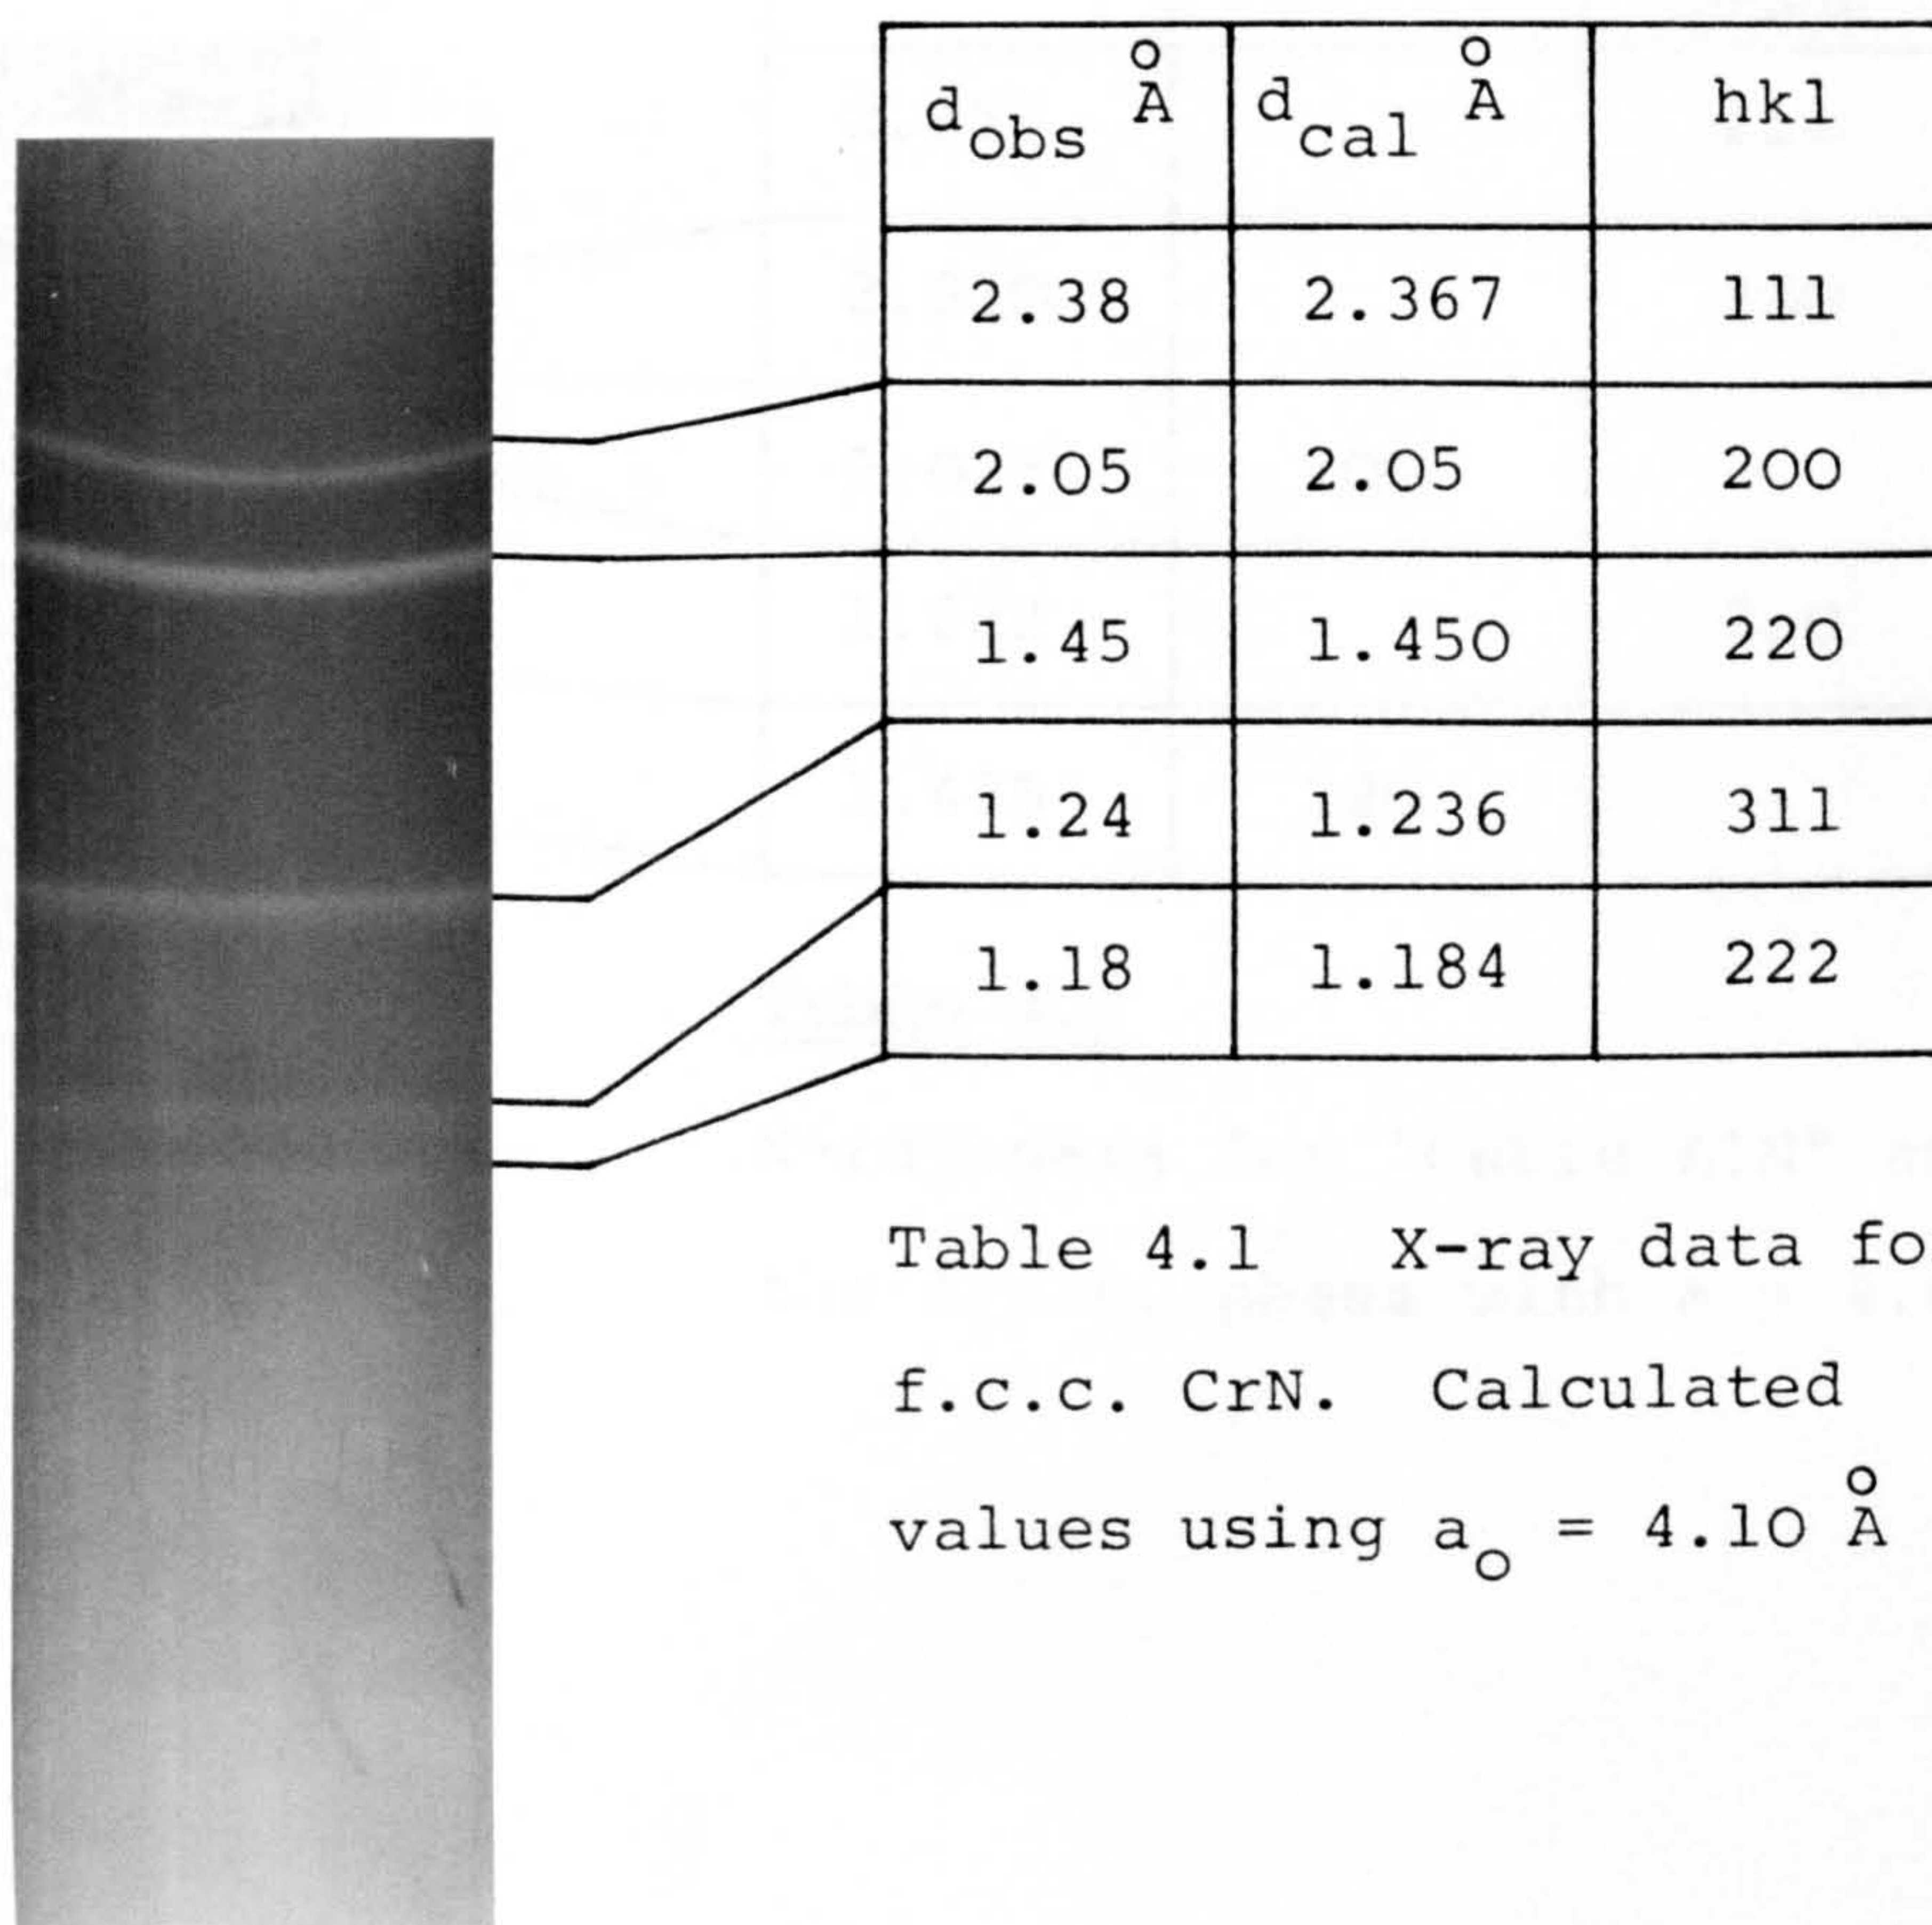 d_obs Å d_cal Å hkl
2.38 2.367 111
2.05 2.05 200
1.45 1.450 220
1.24 1.236 311
1.18 1.184 222
Table 4.1 X-ray data fo
f.c.c. CrN. Calculated
values using a_o = 4.10 Å